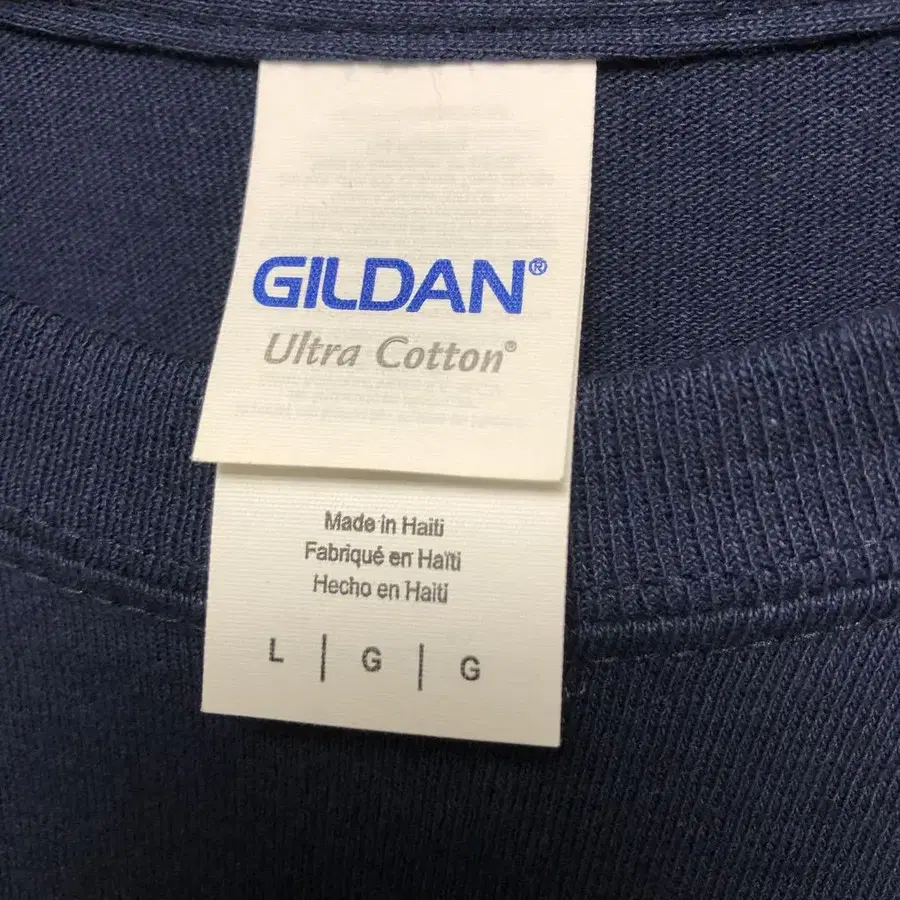 GILDAN®
Ultra Cotton®
Made in Haiti
Fabriqué en Haïti
Hecho en Haití
L | G | G